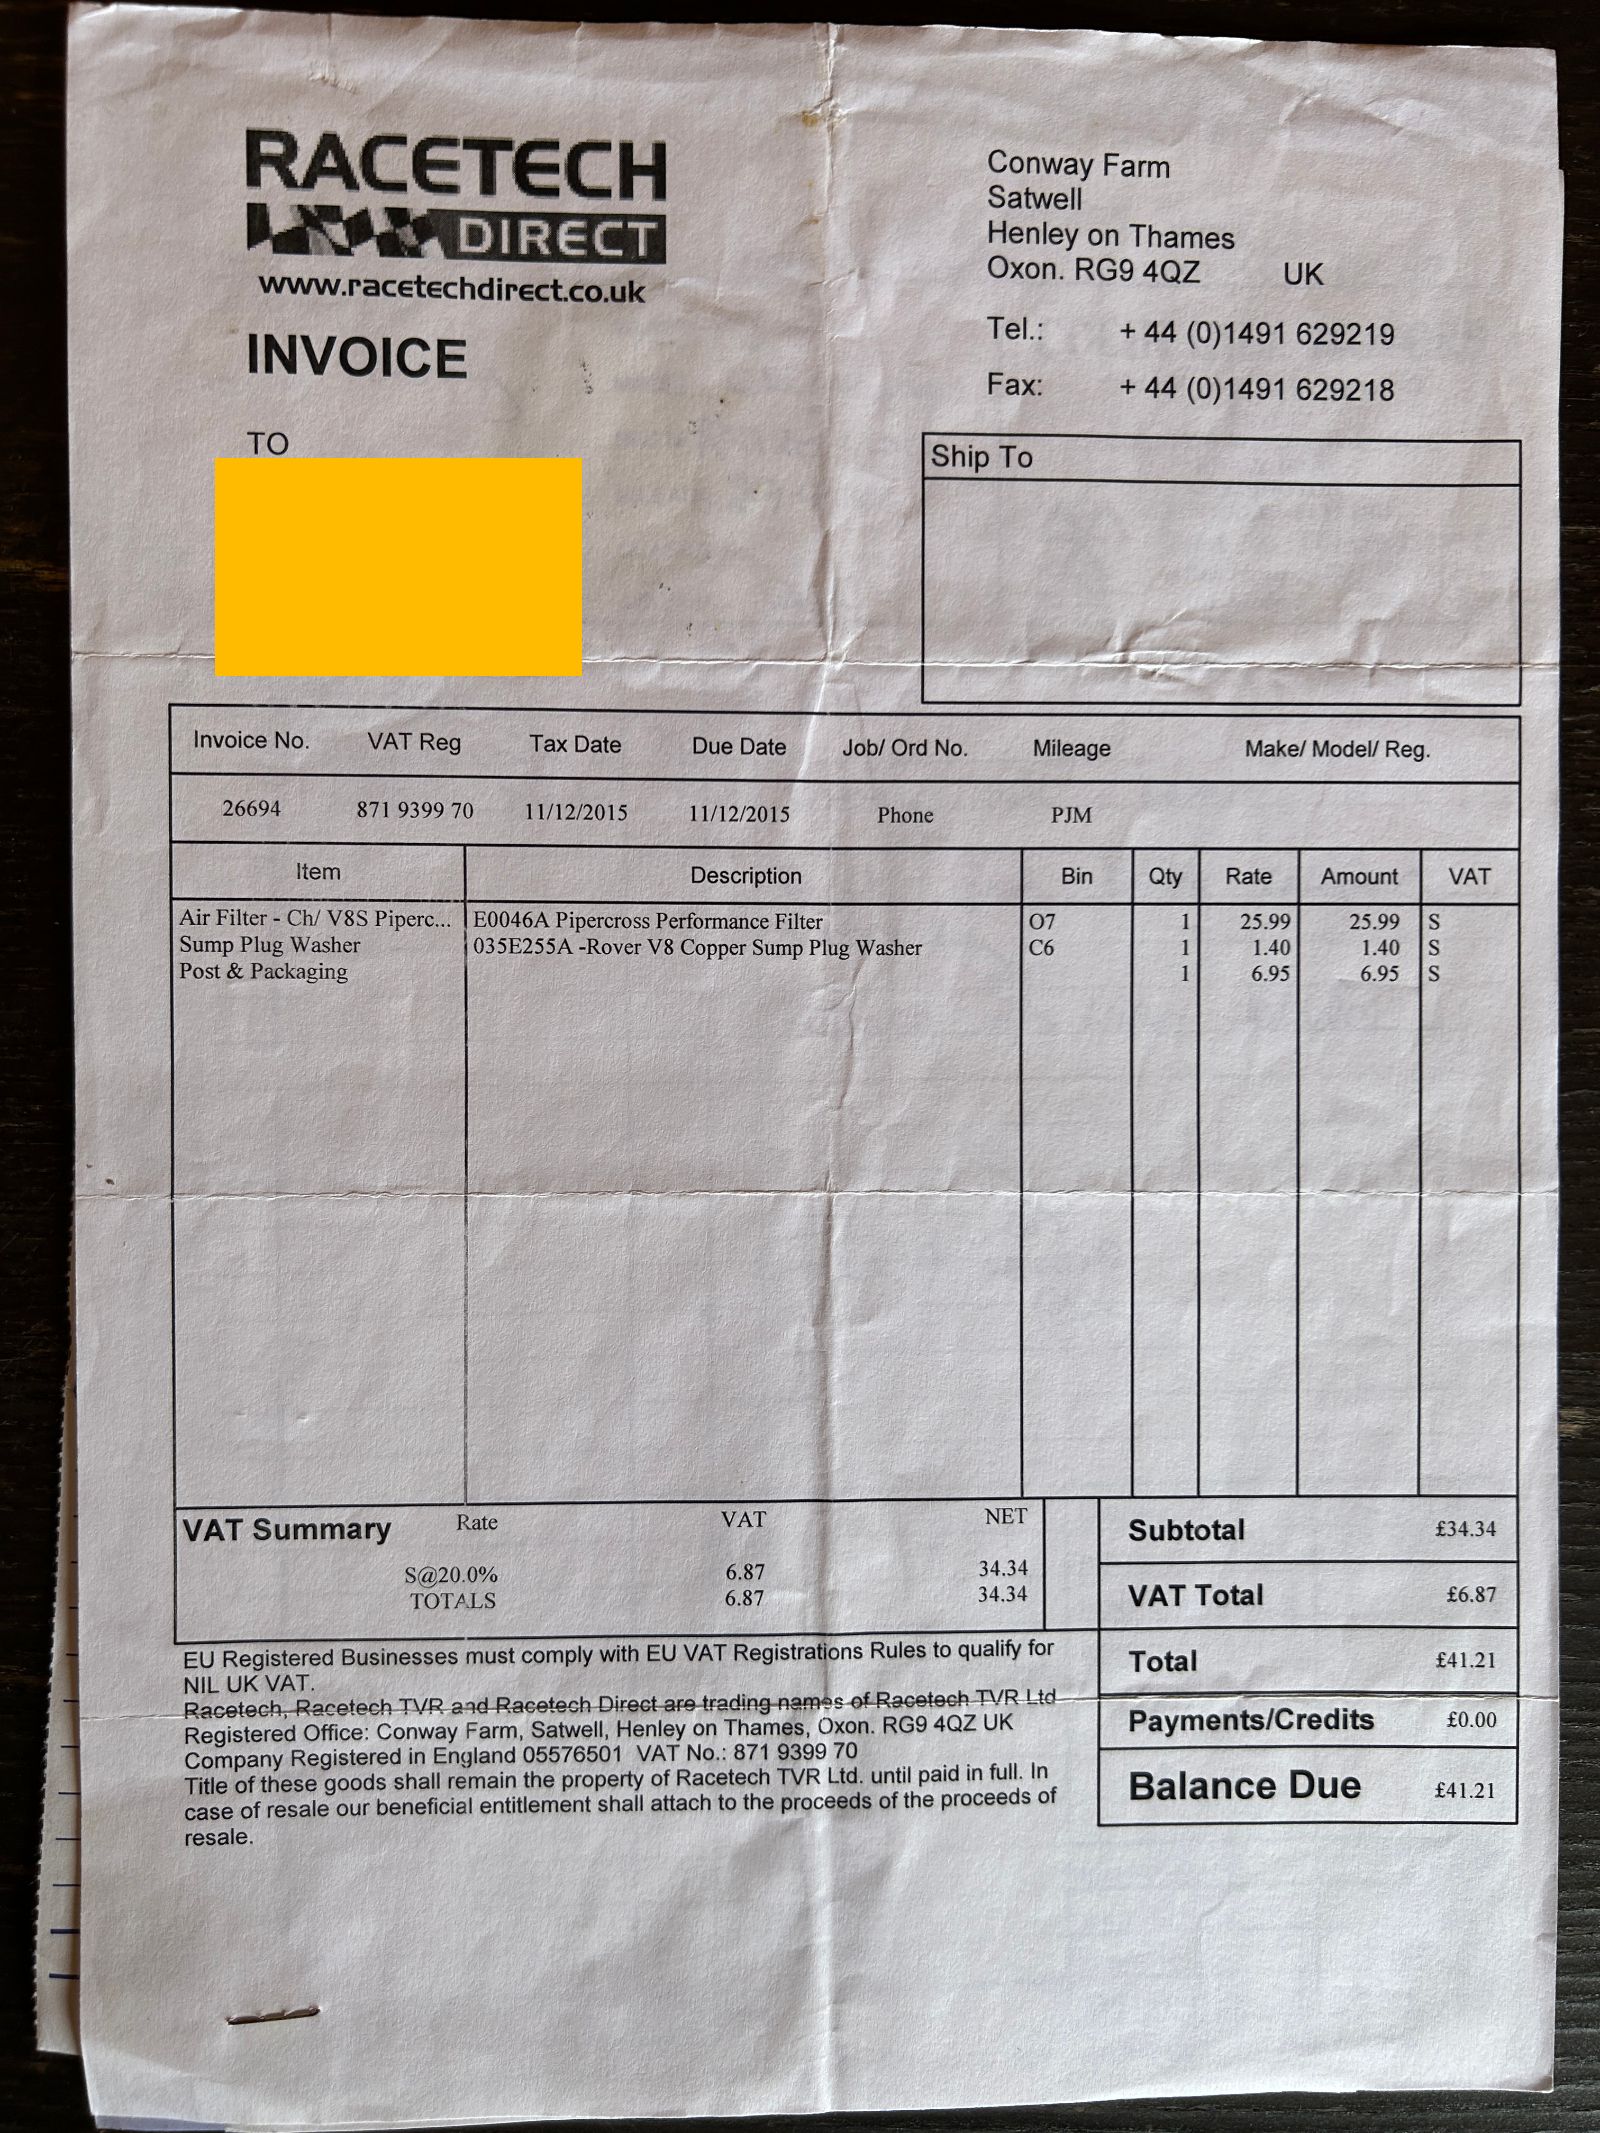 RACETECH
DIRECT
www.racetechdirect.co.uk
INVOICE
Conway Farm
Satwell
Henley on Thames
Oxon. RG9 4QZ UK
Tel.: + 44 (0)1491 629219
Fax: + 44 (0)1491 629218
TO
Ship To
Invoice No. VAT Reg Tax Date Due Date Job/ Ord No. Mileage Make/ Model/ Reg.
26694 871 9399 70 11/12/2015 11/12/2015 Phone PJM
Item Description Bin Qty Rate Amount VAT
Air Filter - Ch/ V8S Piperc... E0046A Pipercross Performance Filter O7 1 25.99 25.99 S
Sump Plug Washer 035E255A -Rover V8 Copper Sump Plug Washer C6 1 1.40 1.40 S
Post & Packaging 1 6.95 6.95 S
VAT Summary Rate VAT NET
S@20.0% 6.87 34.34
TOTALS 6.87 34.34
Subtotal £34.34
VAT Total £6.87
Total £41.21
Payments/Credits £0.00
Balance Due £41.21
EU Registered Businesses must comply with EU VAT Registrations Rules to qualify for
NIL UK VAT.
Racetech, Racetech TVR and Racetech Direct are trading names of Racetech TVR Ltd
Registered Office: Conway Farm, Satwell, Henley on Thames, Oxon. RG9 4QZ UK
Company Registered in England 05576501 VAT No.: 871 9399 70
Title of these goods shall remain the property of Racetech TVR Ltd. until paid in full. In
case of resale our beneficial entitlement shall attach to the proceeds of the proceeds of
resale.